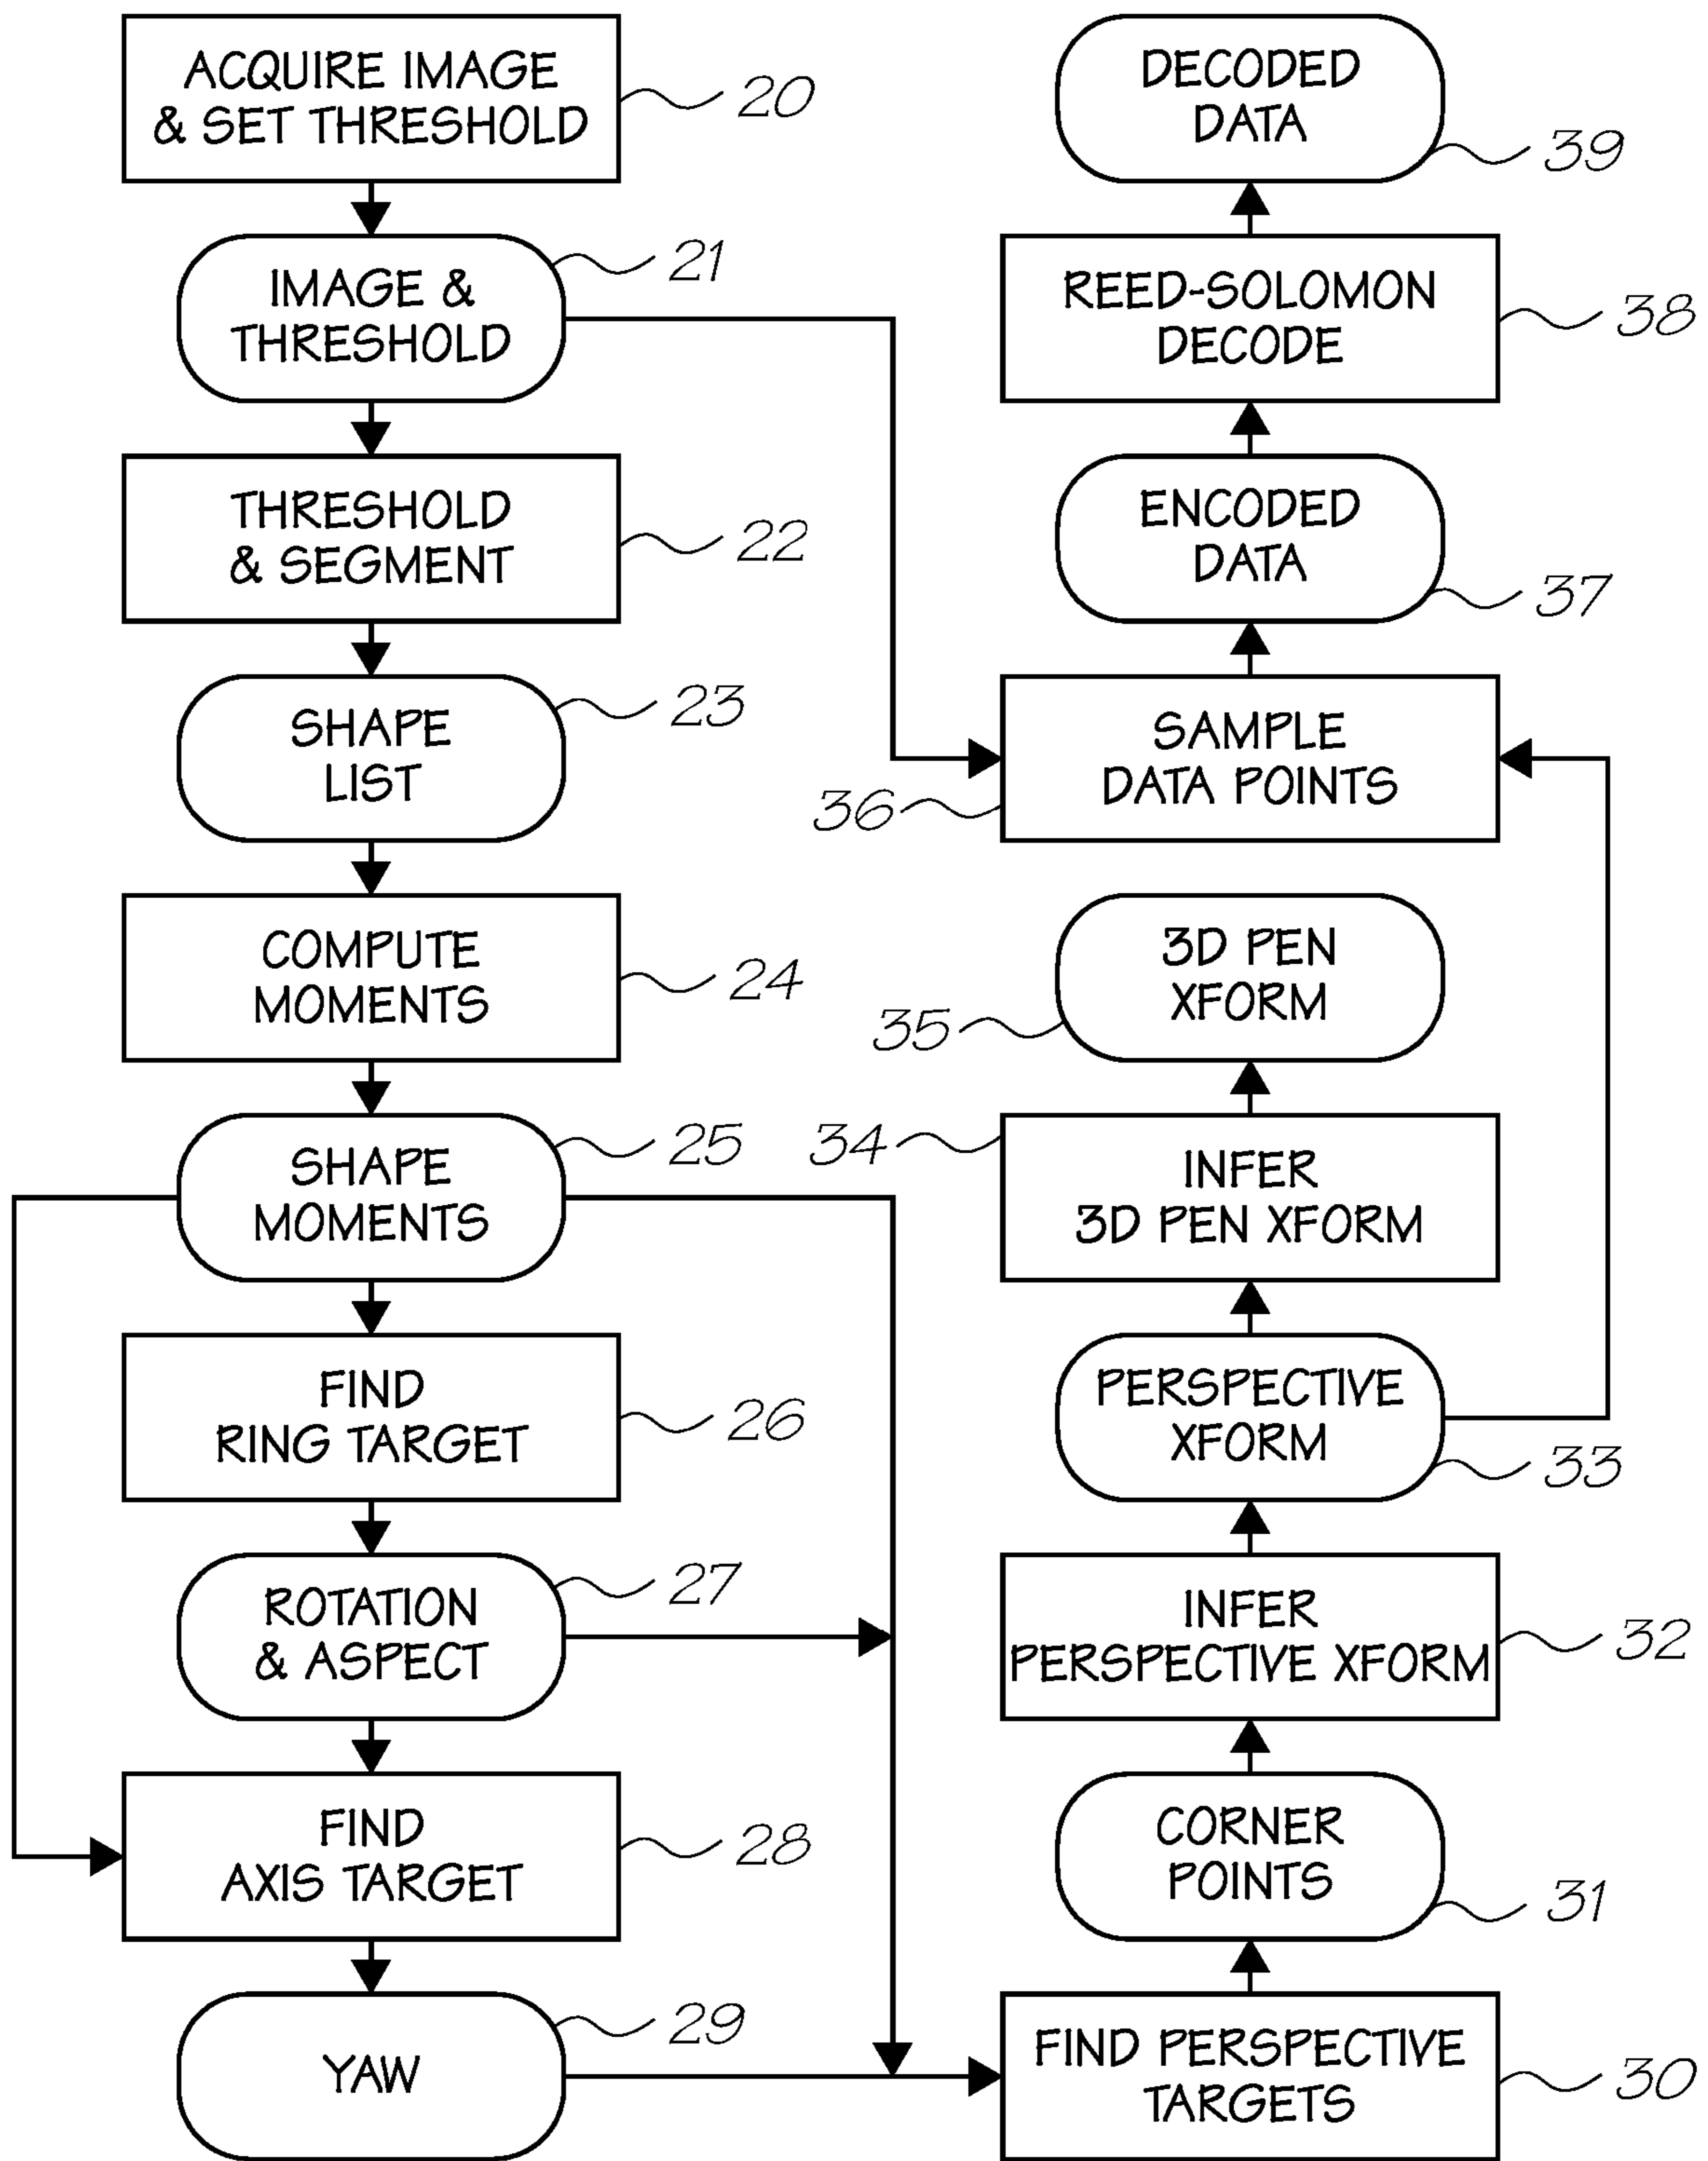 ACQUIRE IMAGE
& SET THRESHOLD
20
IMAGE &
THRESHOLD
21
THRESHOLD
& SEGMENT
22
SHAPE
LIST
23
COMPUTE
MOMENTS
24
SHAPE
MOMENTS
25
FIND
RING TARGET
26
ROTATION
& ASPECT
27
FIND
AXIS TARGET
28
YAW
29
DECODED
DATA
39
REED-SOLOMON
DECODE
38
ENCODED
DATA
37
SAMPLE
DATA POINTS
36
3D PEN
XFORM
35
INFER
3D PEN XFORM
34
PERSPECTIVE
XFORM
33
INFER
PERSPECTIVE XFORM
32
CORNER
POINTS
31
FIND PERSPECTIVE
TARGETS
30